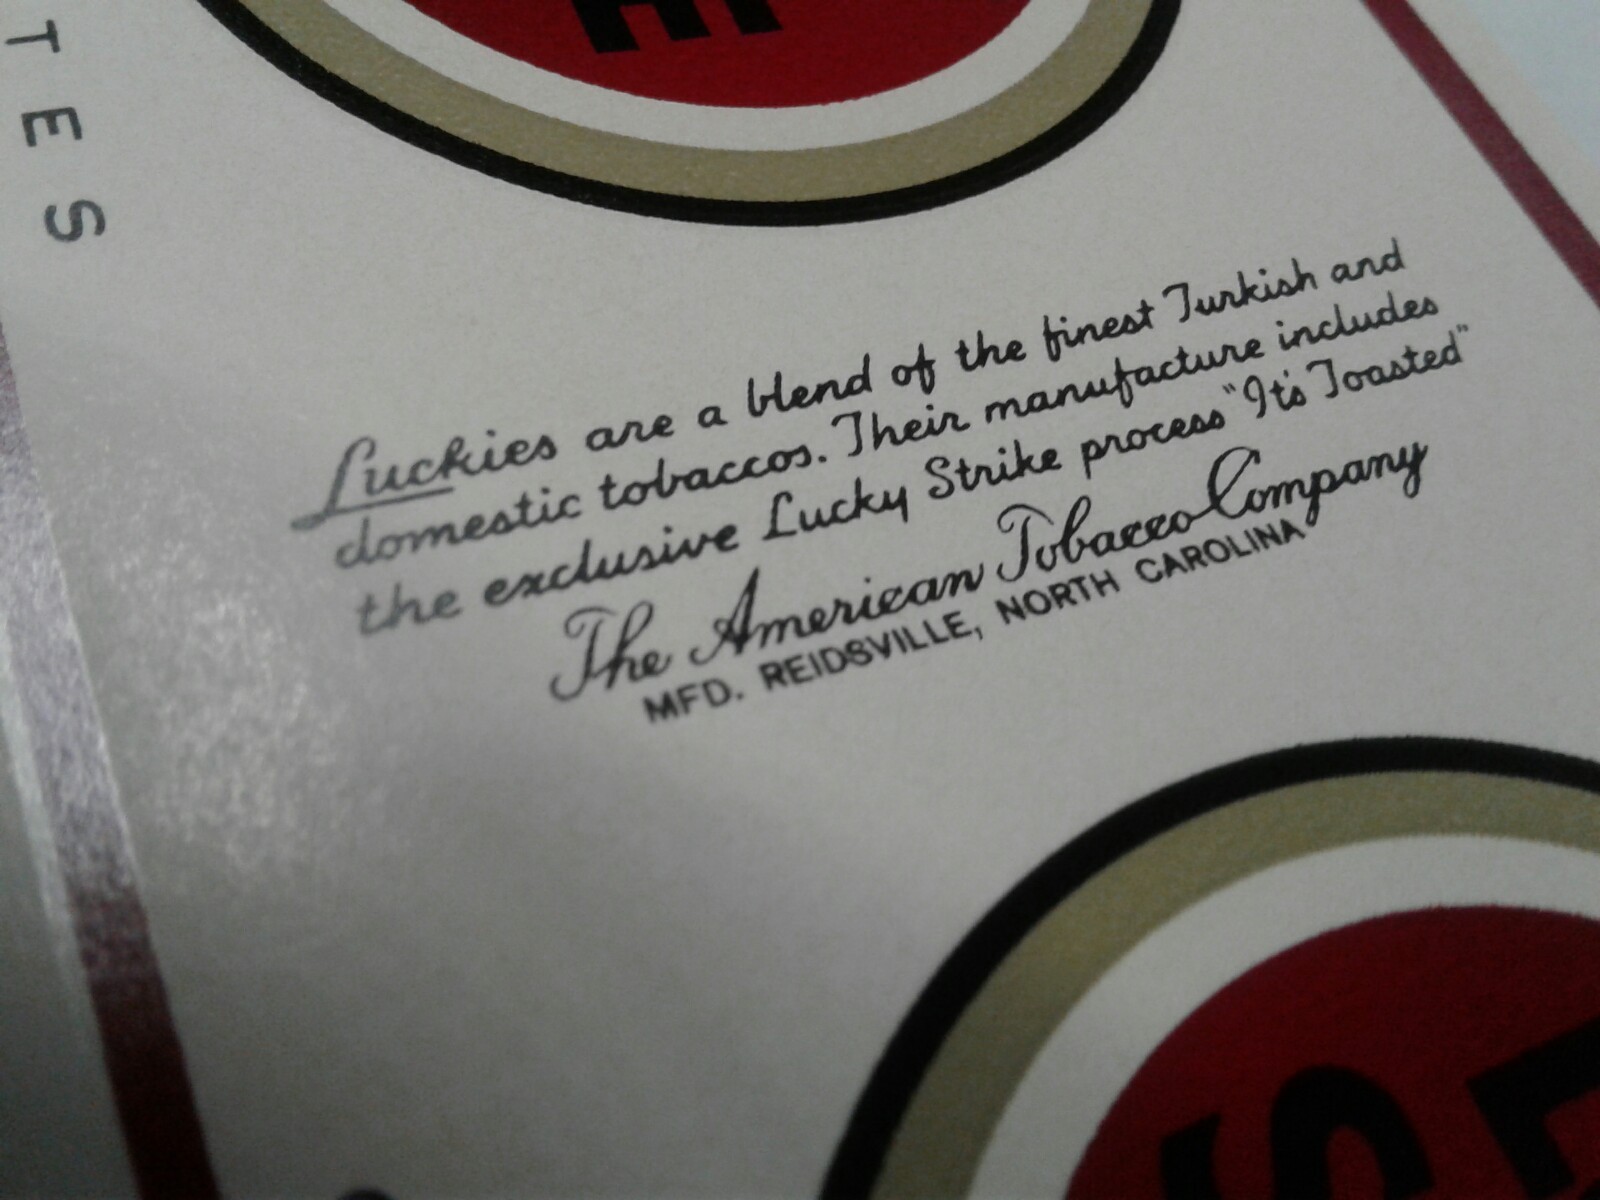 TES
Luckies are a blend of the finest Turkish and
domestic tobaccos. Their manufacture includes
the exclusive Lucky Strike process "It's Toasted"
The American Tobacco Company
MFD. REIDSVILLE, NORTH CAROLINA